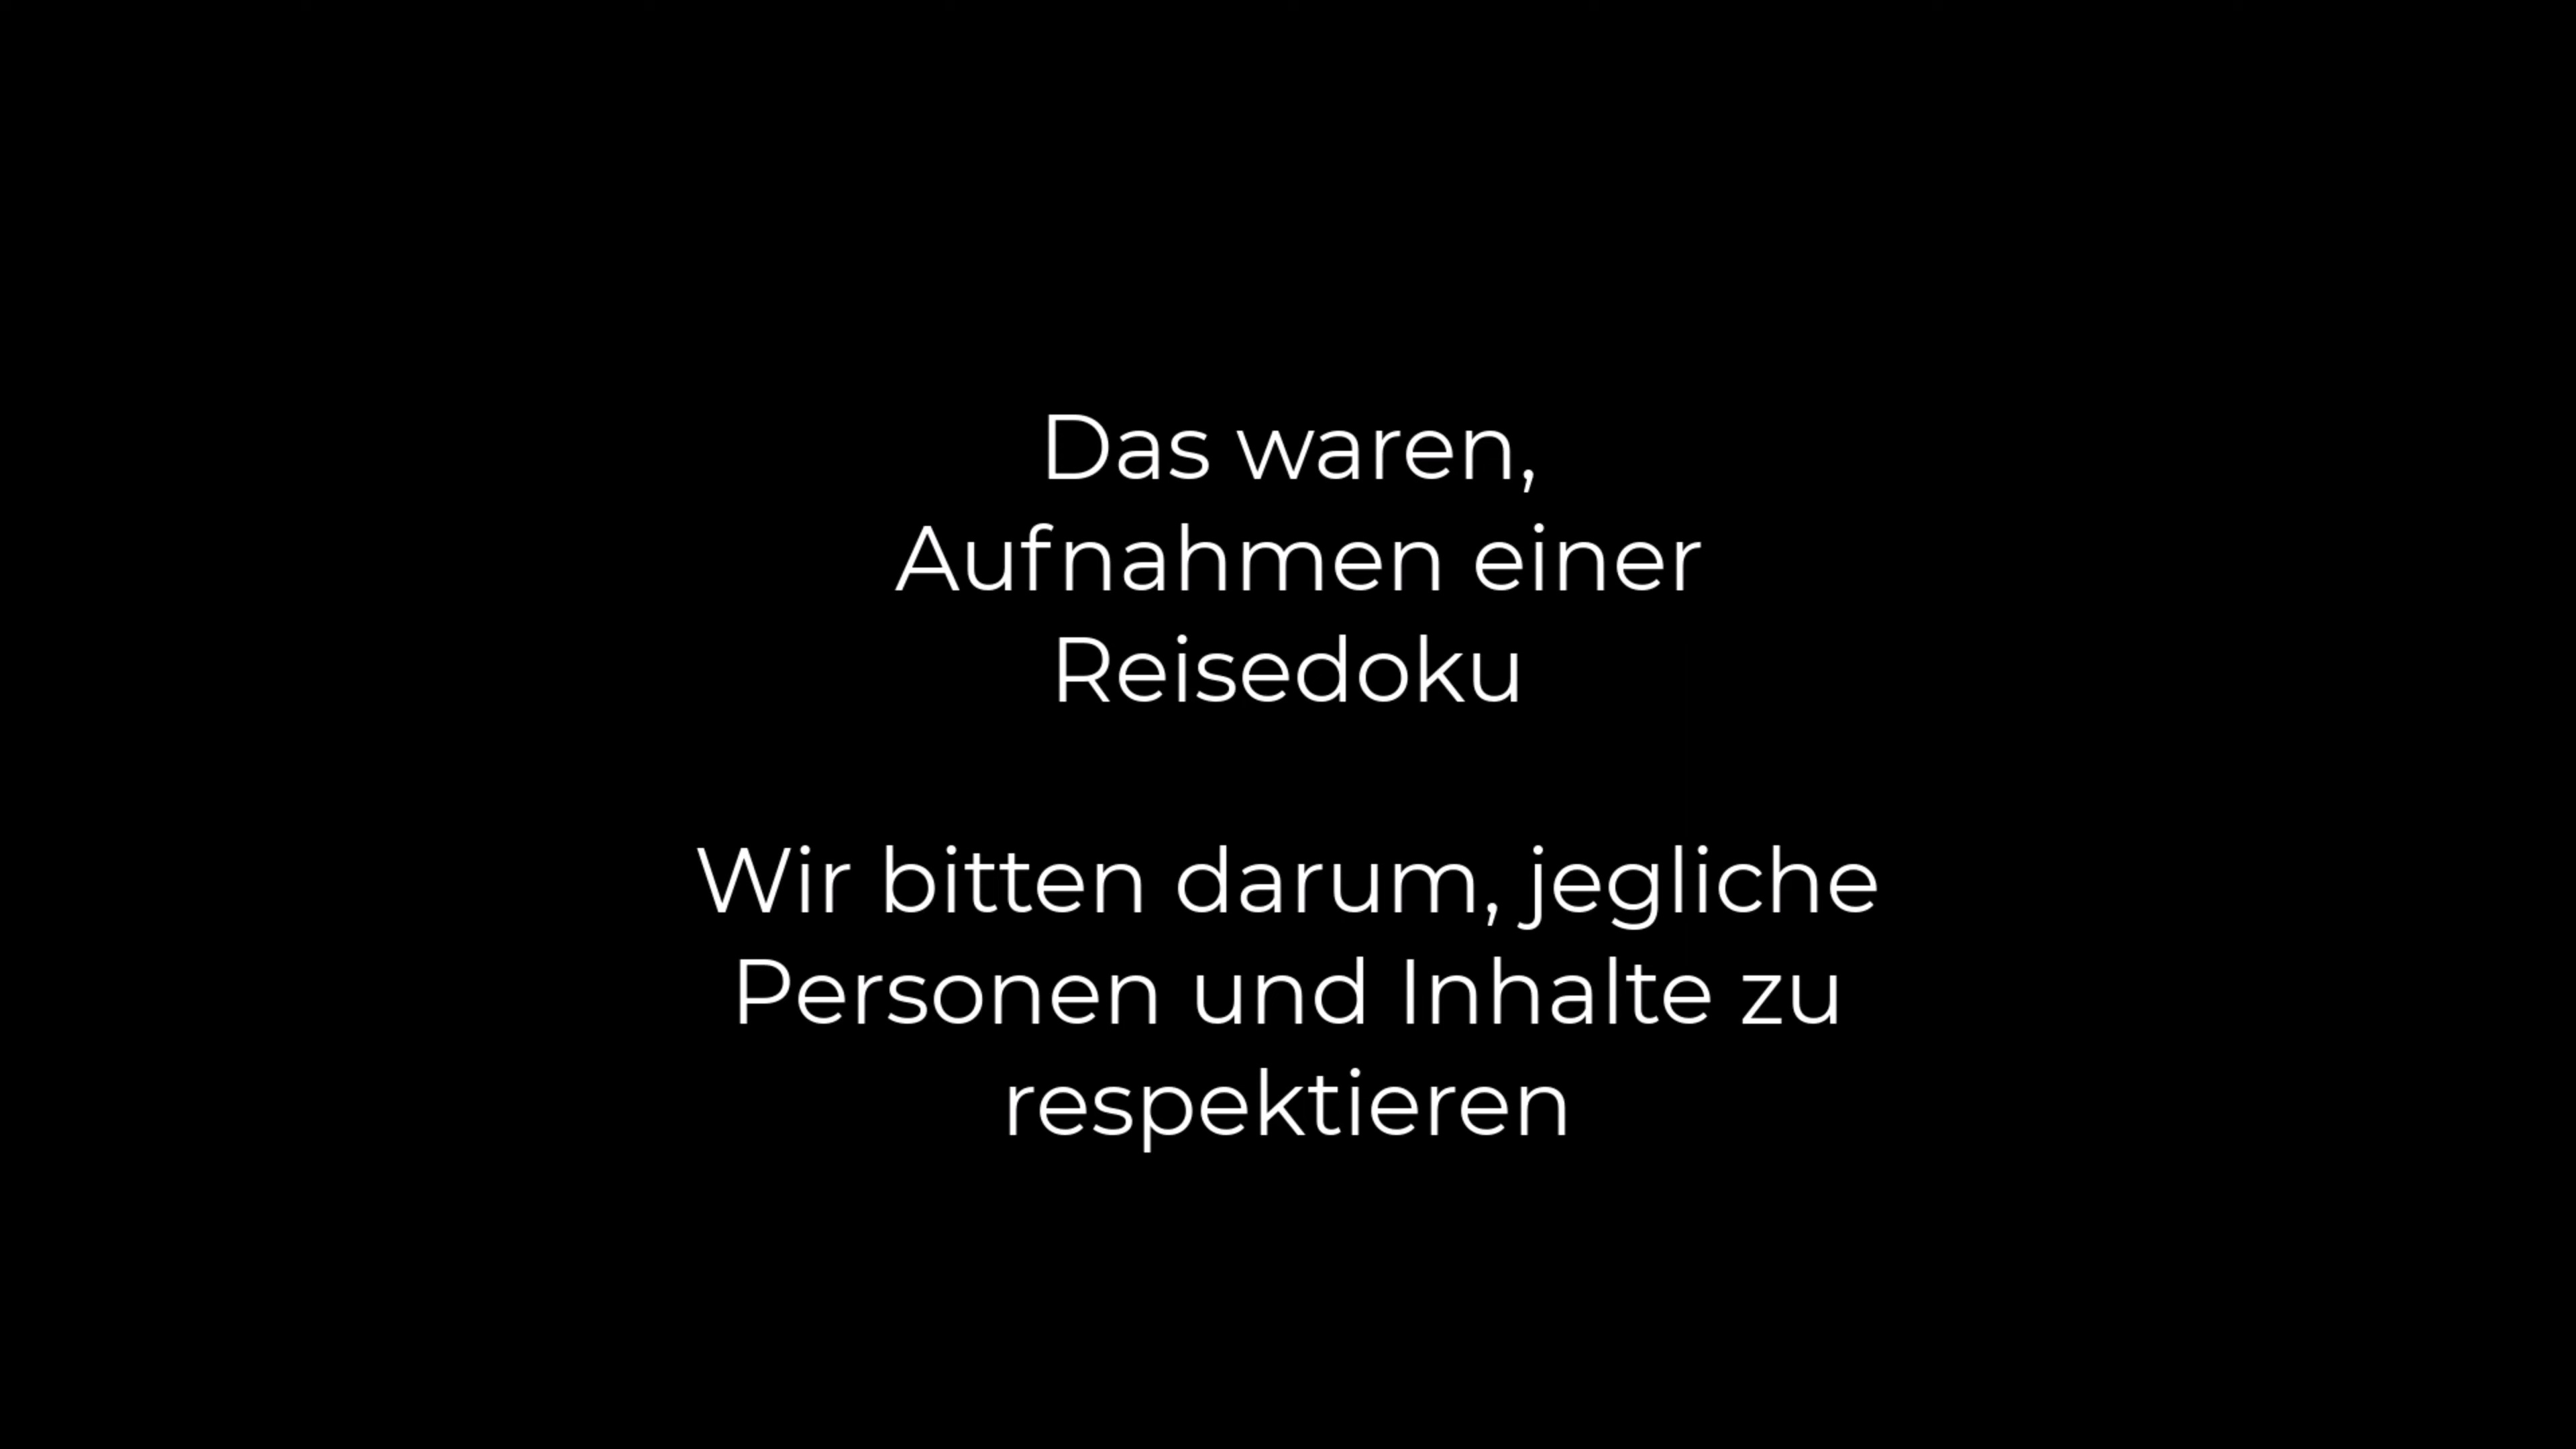 Das waren,
Aufnahmen einer
Reisedoku
Wir bitten darum, jegliche
Personen und Inhalte zu
respektieren